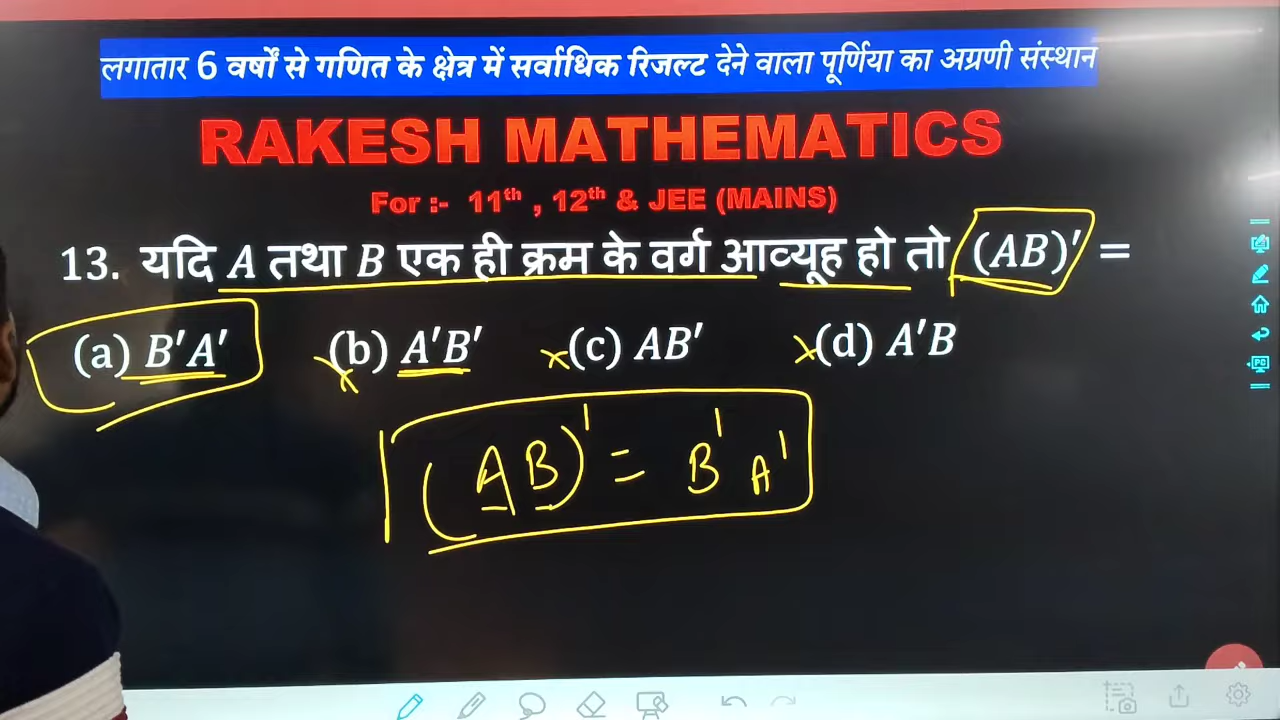 लगातार 6 वर्षों से गणित के क्षेत्र में सर्वाधिक रिजल्ट देने वाला पूर्णिया का अग्रणी संस्थान
RAKESH MATHEMATICS
For :- 11th , 12th & JEE (MAINS)
13. यदि A तथा B एक ही क्रम के वर्ग आव्यूह हो तो (AB)′ =
(a) B′A′ (b) A′B′ (c) AB′ (d) A′B
(AB)' = B' A'